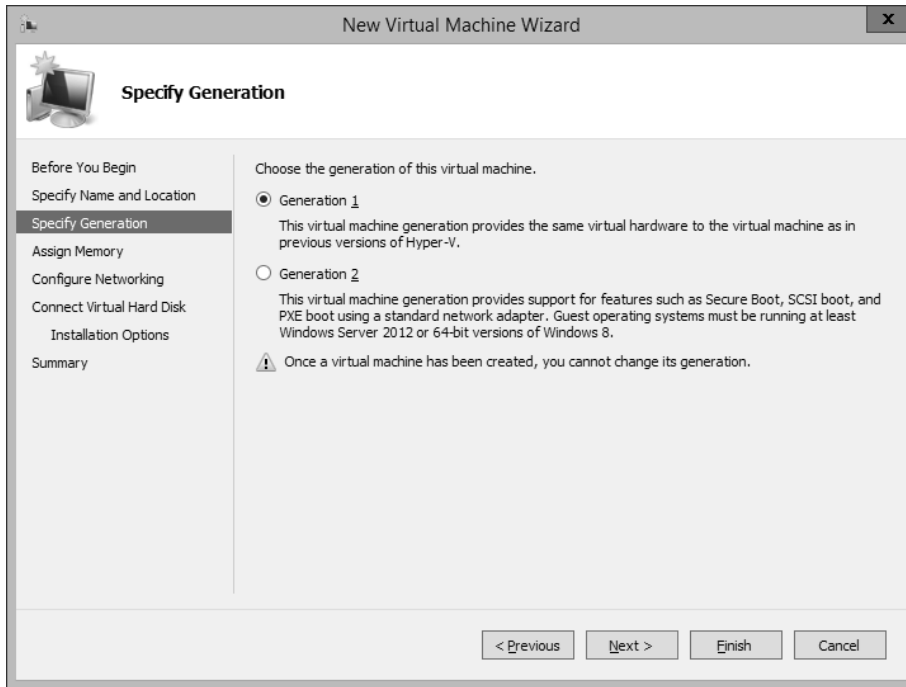 New Virtual Machine Wizard
x
Specify Generation
Before You Begin
Specify Name and Location
Specify Generation
Assign Memory
Configure Networking
Connect Virtual Hard Disk
Installation Options
Summary
Choose the generation of this virtual machine.
Generation 1
This virtual machine generation provides the same virtual hardware to the virtual machine as in
previous versions of Hyper-V.
Generation 2
This virtual machine generation provides support for features such as Secure Boot, SCSI boot, and
PXE boot using a standard network adapter. Guest operating systems must be running at least
Windows Server 2012 or 64-bit versions of Windows 8.
Once a virtual machine has been created, you cannot change its generation.
< Previous
Next >
Finish
Cancel